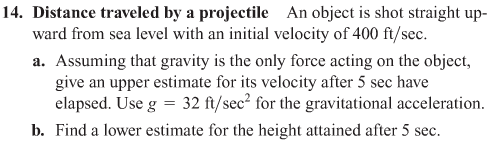 14. Distance traveled by a projectile An object is shot straight up-
ward from sea level with an initial velocity of 400 ft/sec.
a. Assuming that gravity is the only force acting on the object,
give an upper estimate for its velocity after 5 sec have
elapsed. Use g = 32 ft/sec² for the gravitational acceleration.
b. Find a lower estimate for the height attained after 5 sec.